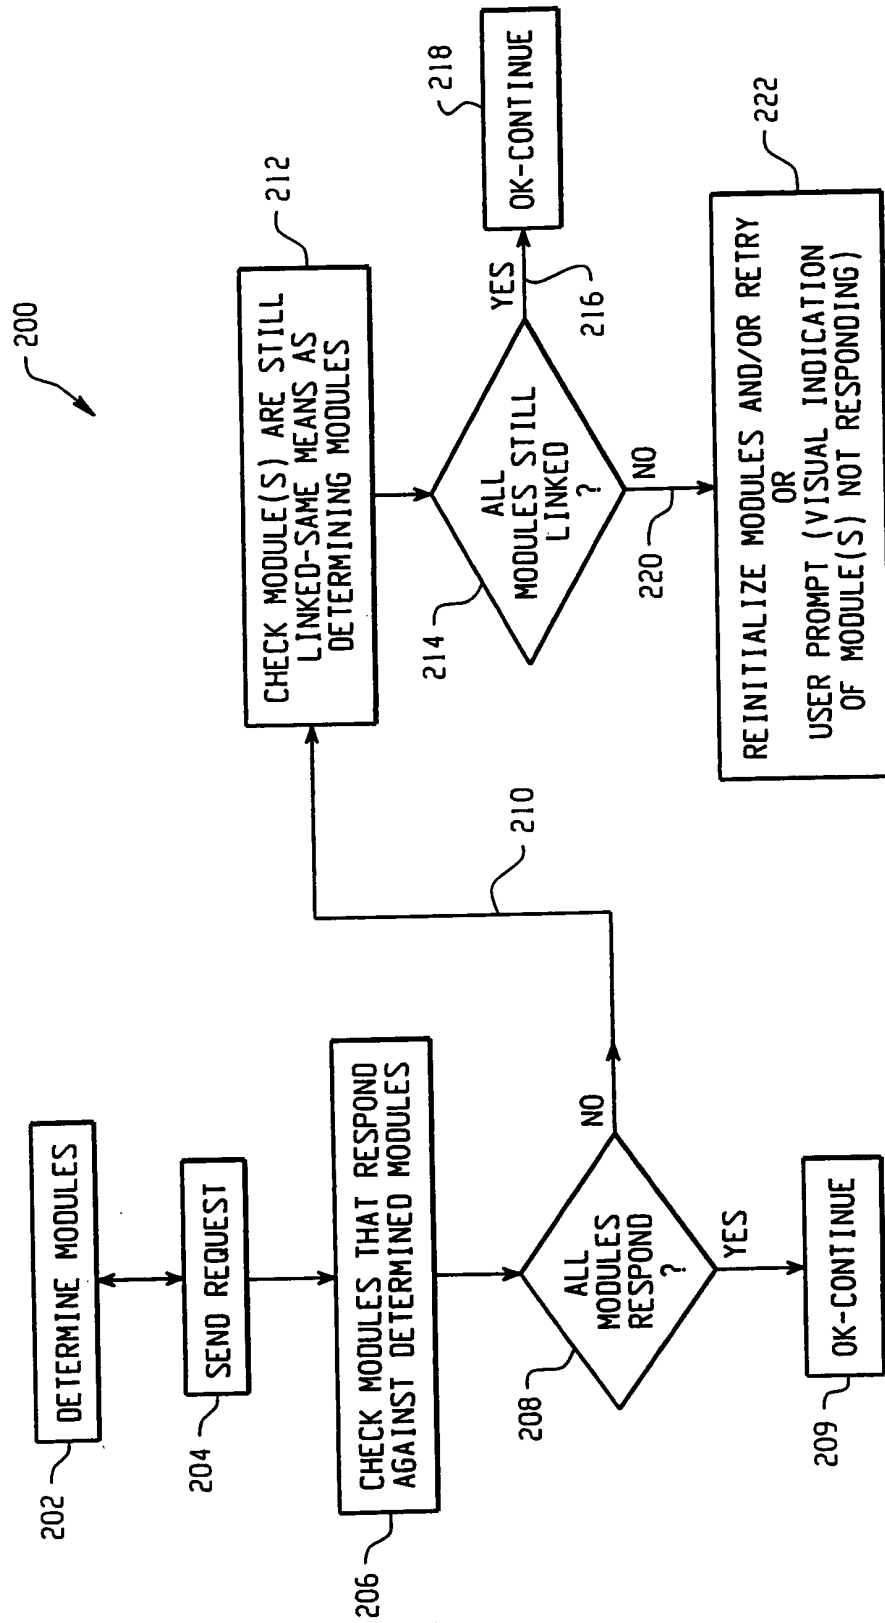 200
202
DETERMINE MODULES
204
SEND REQUEST
206
CHECK MODULES THAT RESPOND
AGAINST DETERMINED MODULES
208
ALL
MODULES
RESPOND
?
YES
NO
209
OK-CONTINUE
210
212
CHECK MODULE(S) ARE STILL
LINKED-SAME MEANS AS
DETERMINING MODULES
214
ALL
MODULES STILL
LINKED
?
YES
216
218
OK-CONTINUE
NO
220
222
REINITIALIZE MODULES AND/OR RETRY
OR
USER PROMPT (VISUAL INDICATION
OF MODULE(S) NOT RESPONDING)